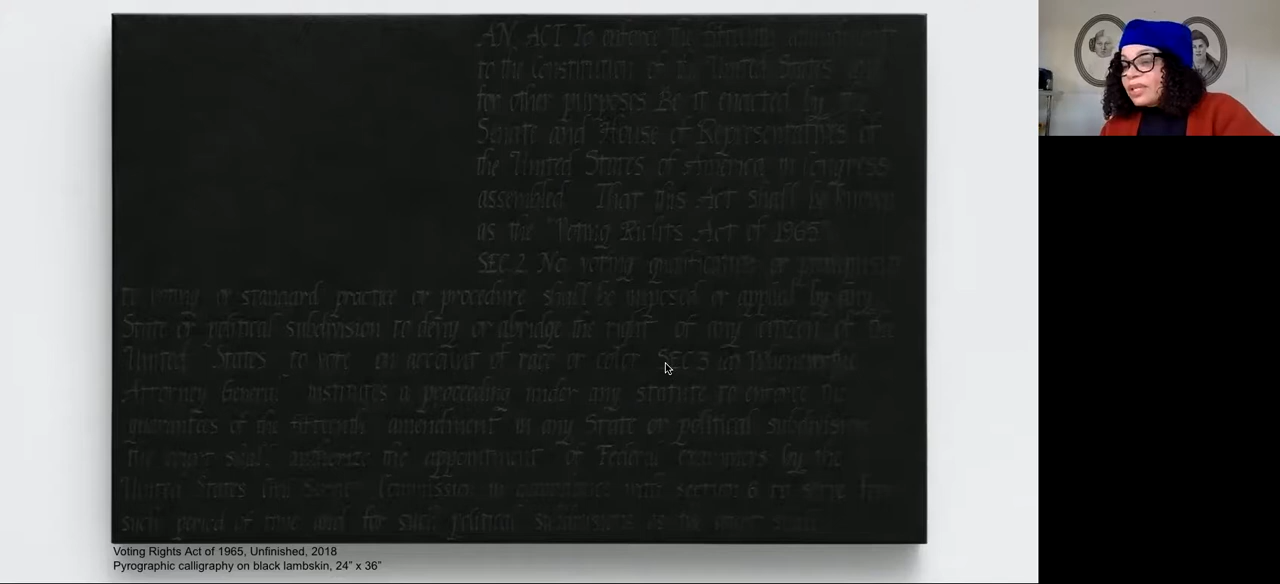 AN ACT To enforce the fifteenth amendment
to the Constitution of the United States and
for other purposes Be it enacted by the
Senate and House of Representatives of
the United States of America in Congress
assembled That this Act shall be known
as the "Voting Rights Act of 1965"
SEC 2 No voting qualification or prerequisite
to voting or standard practice or procedure shall be imposed or applied by any
State or political subdivision to deny or abridge the right of any citizen of the
United States to vote on account of race or color SEC 3 (a) Whenever the
Attorney General institutes a proceeding under any statute to enforce the
guarantees of the fifteenth amendment in any State or political subdivision
the court shall authorize the appointment of Federal examiners by the
United States Civil Service Commission in accordance with section 6 to serve for
such period of time and for such political subdivisions as the court shall
Voting Rights Act of 1965, Unfinished, 2018
Pyrographic calligraphy on black lambskin, 24” x 36”